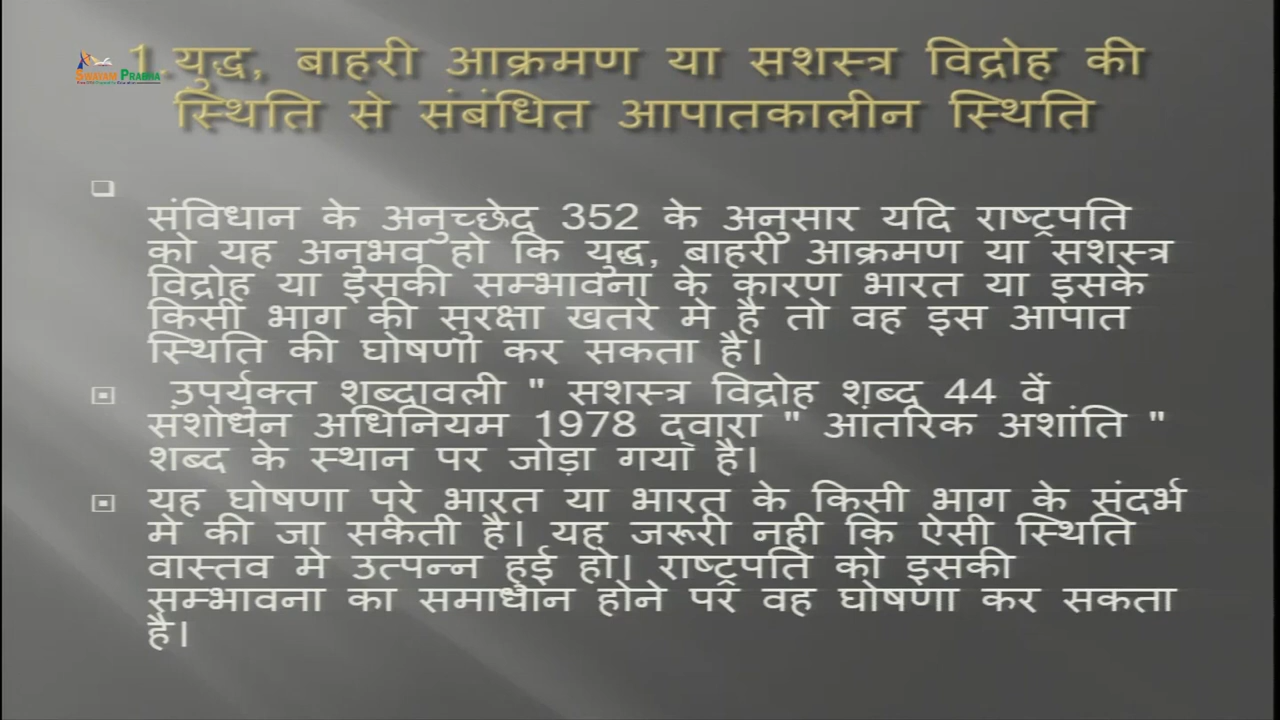 SWAYAM PRABHA
1.युद्ध, बाहरी आक्रमण या सशस्त्र विद्रोह की
स्थिति से संबंधित आपातकालीन स्थिति
संविधान के अनुच्छेद 352 के अनुसार यदि राष्ट्रपति
को यह अनुभव हो कि युद्ध, बाहरी आक्रमण या सशस्त्र
विद्रोह या इसकी सम्भावना के कारण भारत या इसके
किसी भाग की सुरक्षा खतरे मे है तो वह इस आपात
स्थिति की घोषणा कर सकता है।
उपर्युक्त शब्दावली " सशस्त्र विद्रोह शब्द 44 वें
संशोधन अधिनियम 1978 द्वारा " आंतरिक अशांति "
शब्द के स्थान पर जोड़ा गया है।
यह घोषणा पूरे भारत या भारत के किसी भाग के संदर्भ
मे की जा सकती है। यह जरूरी नही कि ऐसी स्थिति
वास्तव मे उत्पन्न हुई हो। राष्ट्रपति को इसकी
सम्भावना का समाधान होने पर वह घोषणा कर सकता
है।